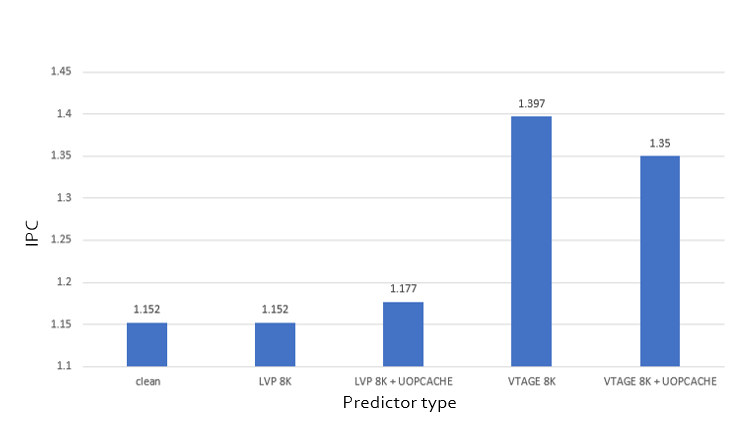 1.45
1.4
1.35
1.3
1.25
1.2
1.15
1.1
IPC
1.152
1.152
1.177
1.397
1.35
clean
LVP 8K
LVP 8K + UOPCACHE
VTAGE 8K
VTAGE 8K + UOPCACHE
Predictor type